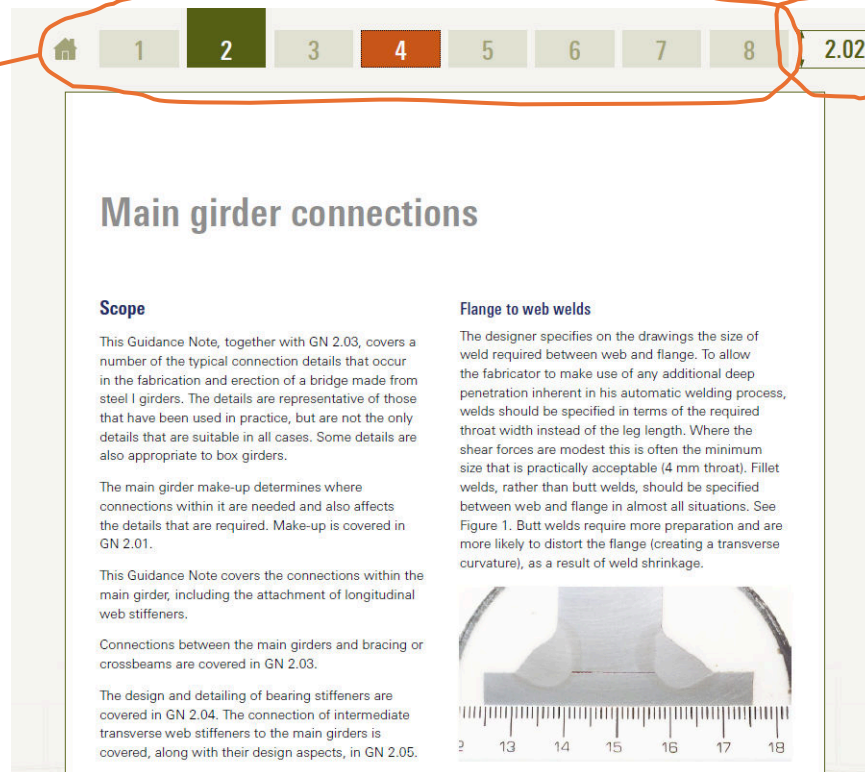 1 2 3 4 5 6 7 8 2.02
Main girder connections
Scope
This Guidance Note, together with GN 2.03, covers a
number of the typical connection details that occur
in the fabrication and erection of a bridge made from
steel I girders. The details are representative of those
that have been used in practice, but are not the only
details that are suitable in all cases. Some details are
also appropriate to box girders.
The main girder make-up determines where
connections within it are needed and also affects
the details that are required. Make-up is covered in
GN 2.01.
This Guidance Note covers the connections within the
main girder, including the attachment of longitudinal
web stiffeners.
Connections between the main girders and bracing or
crossbeams are covered in GN 2.03.
The design and detailing of bearing stiffeners are
covered in GN 2.04. The connection of intermediate
transverse web stiffeners to the main girders is
covered, along with their design aspects, in GN 2.05.
Flange to web welds
The designer specifies on the drawings the size of
weld required between web and flange. To allow
the fabricator to make use of any additional deep
penetration inherent in his automatic welding process,
welds should be specified in terms of the required
throat width instead of the leg length. Where the
shear forces are modest this is often the minimum
size that is practically acceptable (4 mm throat). Fillet
welds, rather than butt welds, should be specified
between web and flange in almost all situations. See
Figure 1. Butt welds require more preparation and are
more likely to distort the flange (creating a transverse
curvature), as a result of weld shrinkage.
13 14 15 16 17 18